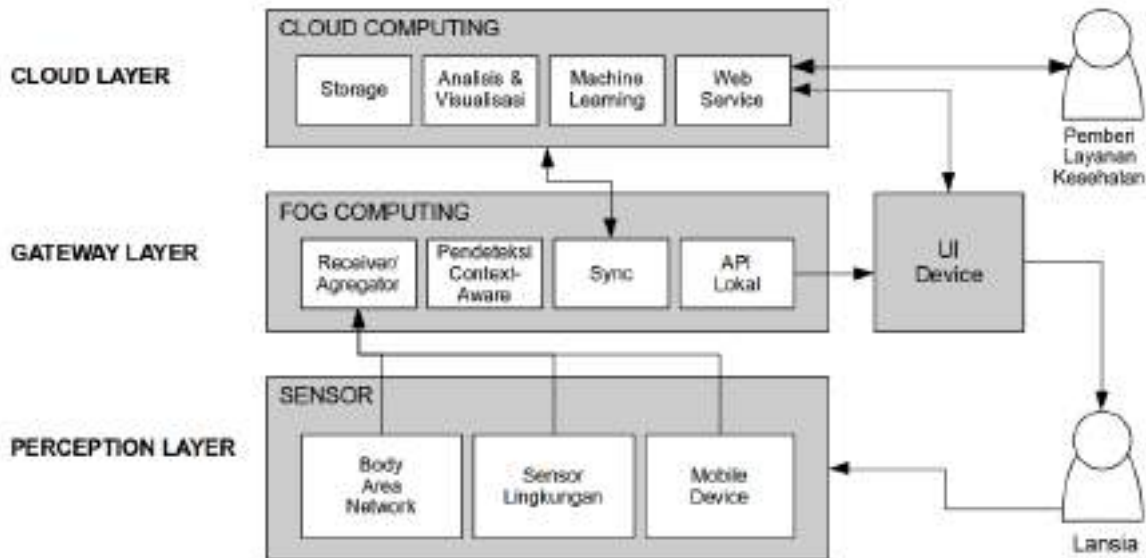 CLOUD COMPUTING
CLOUD LAYER
Storage
Analisis &
Visualisasi
Machine
Learning
Web
Service
Pemberi
Layanan
Kesehatan
FOG COMPUTING
GATEWAY LAYER
Receiver/
Agregator
Pendeteksi
Context-
Aware
Sync
API
Lokal
UI
Device
SENSOR
PERCEPTION LAYER
Body
Area
Network
Sensor
Lingkungan
Mobile
Device
Lansia